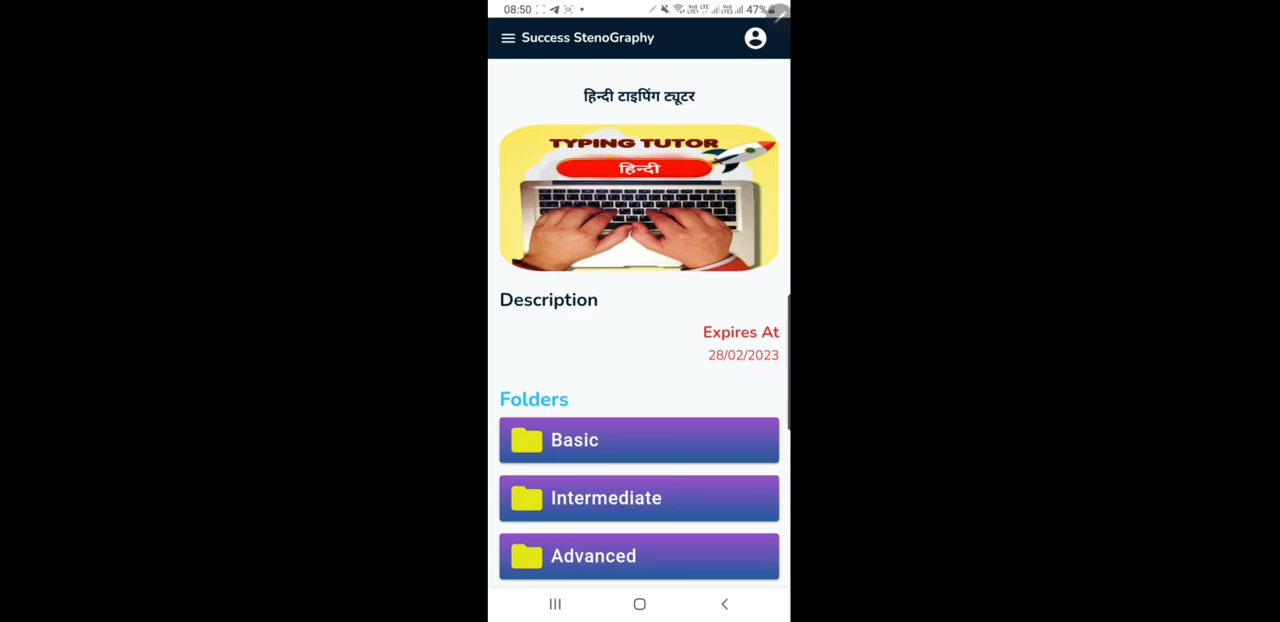 08:50
47%
Success StenoGraphy
हिन्दी टाइपिंग ट्यूटर
TYPING TUTOR
हिन्दी
Description
Expires At
28/02/2023
Folders
Basic
Intermediate
Advanced